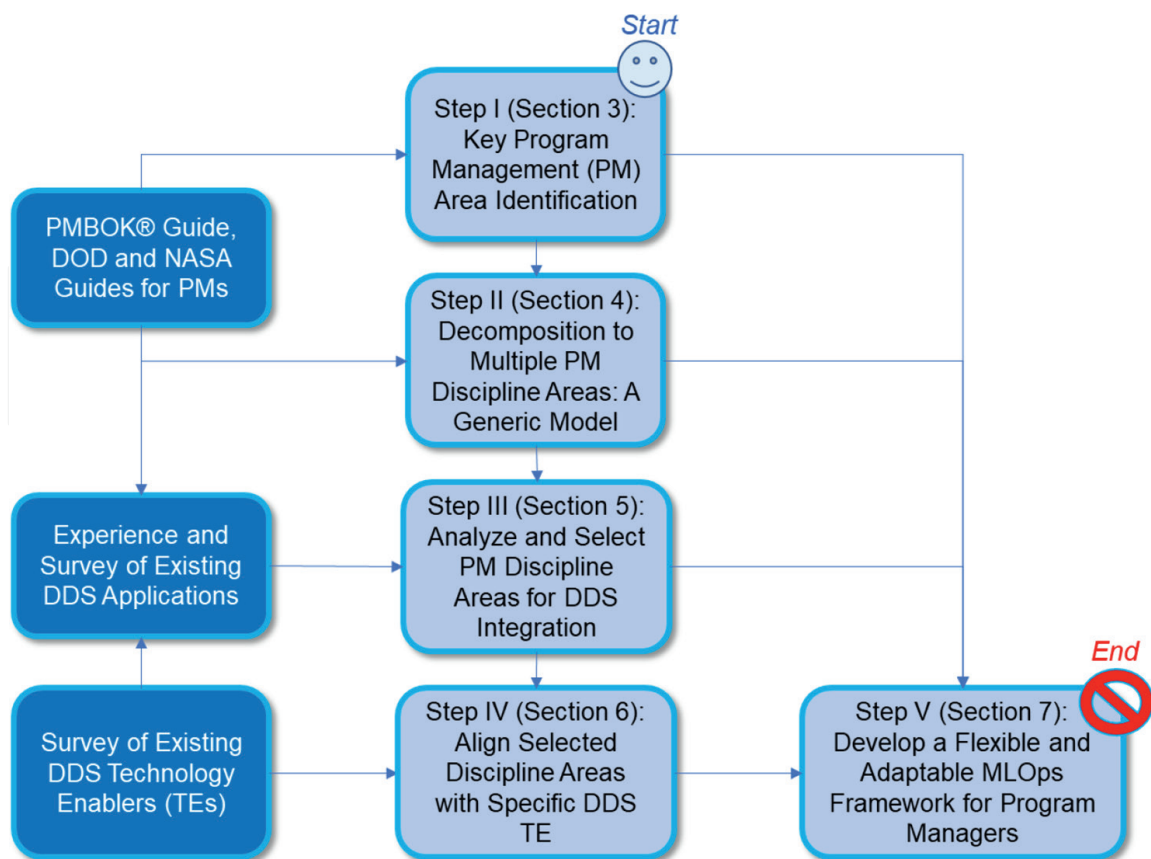 Start
Step I (Section 3):
Key Program
Management (PM)
Area Identification
PMBOK® Guide,
DOD and NASA
Guides for PMs
Step II (Section 4):
Decomposition to
Multiple PM
Discipline Areas: A
Generic Model
Experience and
Survey of Existing
DDS Applications
Step III (Section 5):
Analyze and Select
PM Discipline
Areas for DDS
Integration
Survey of Existing
DDS Technology
Enablers (TEs)
Step IV (Section 6):
Align Selected
Discipline Areas
with Specific DDS
TE
End
Step V (Section 7):
Develop a Flexible and
Adaptable MLOps
Framework for Program
Managers